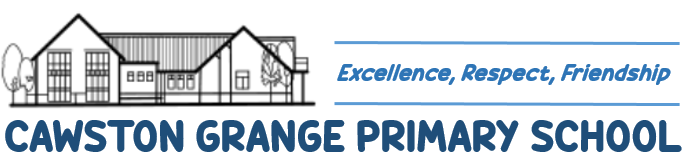 Excellence, Respect, Friendship
CAWSTON GRANGE PRIMARY SCHOOL